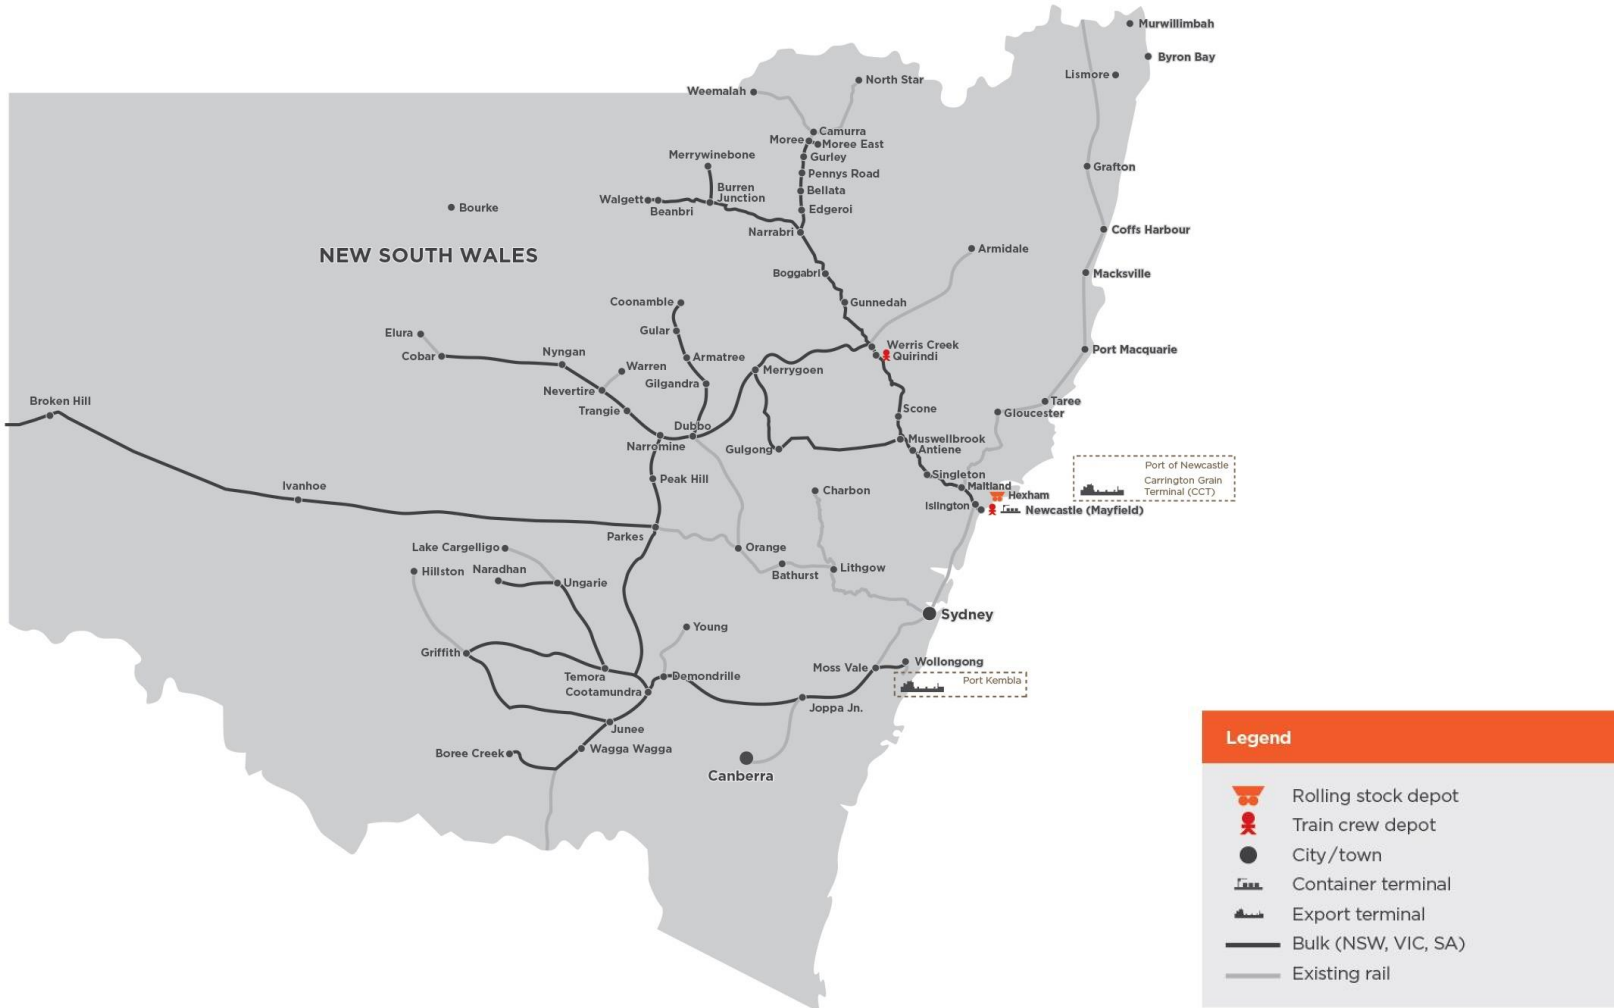 Murwillimbah
Byron Bay
Lismore
North Star
Weemalah
Camurra
Moree
Moree East
Gurley
Merrywinebone
Pennys Road
Grafton
Burren
Junction
Bellata
Walgett
Beanbri
Edgeroi
Bourke
Narrabri
Coffs Harbour
NEW SOUTH WALES
Armidale
Boggabri
Macksville
Coonamble
Gunnedah
Gular
Elura
Werris Creek
Quirindi
Cobar
Nyngan
Armatree
Port Macquarie
Warren
Merrygoen
Nevertire
Gilgandra
Broken Hill
Trangie
Scone
Taree
Gloucester
Dubbo
Narromine
Muswellbrook
Gulgong
Antiene
Port of Newcastle
Singleton
Carrington Grain
Terminal (CCT)
Peak Hill
Ivanhoe
Maitland
Charbon
Hexham
Islington
Newcastle (Mayfield)
Parkes
Lake Cargelligo
Orange
Hillston
Naradhan
Bathurst
Lithgow
Ungarie
Sydney
Young
Griffith
Wollongong
Moss Vale
Temora
Demondrille
Port Kembla
Cootamundra
Joppa Jn.
Junee
Boree Creek
Wagga Wagga
Canberra
Legend
Rolling stock depot
Train crew depot
City/town
Container terminal
Export terminal
Bulk (NSW, VIC, SA)
Existing rail